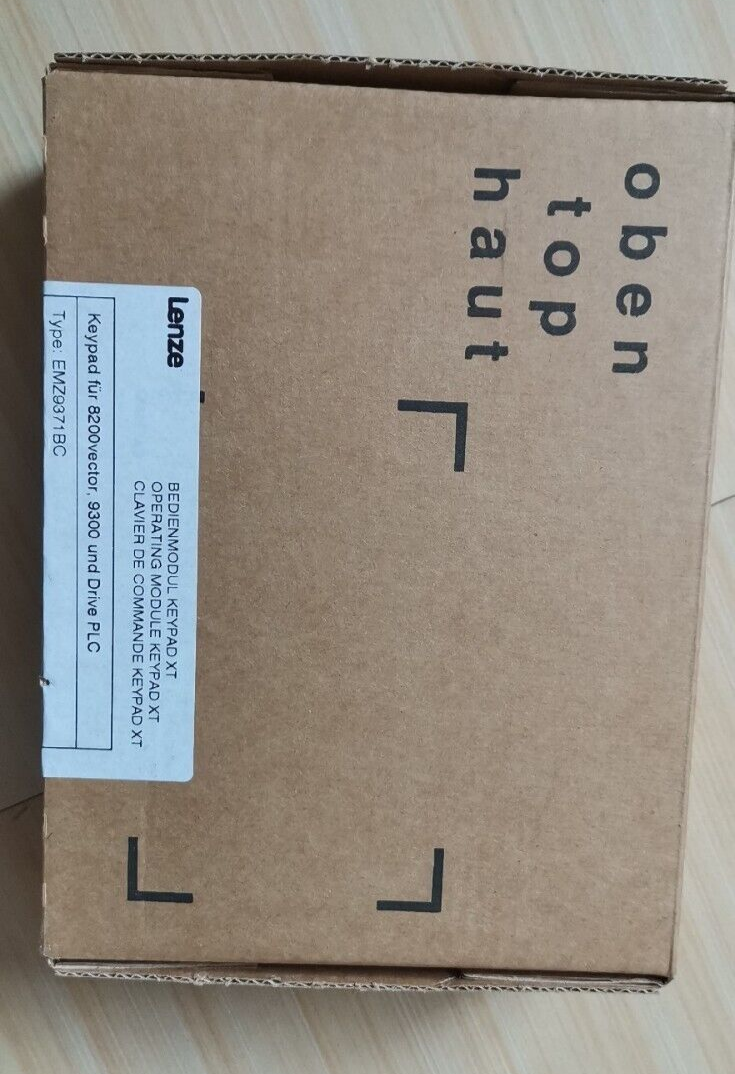 oben
top
haut
Lenze
BEDIENMODUL KEYPAD XT
OPERATING MODULE KEYPAD XT
CLAVIER DE COMMANDE KEYPAD XT
Keypad für 8200vector, 9300 und Drive PLC
Type: EMZ9371BC